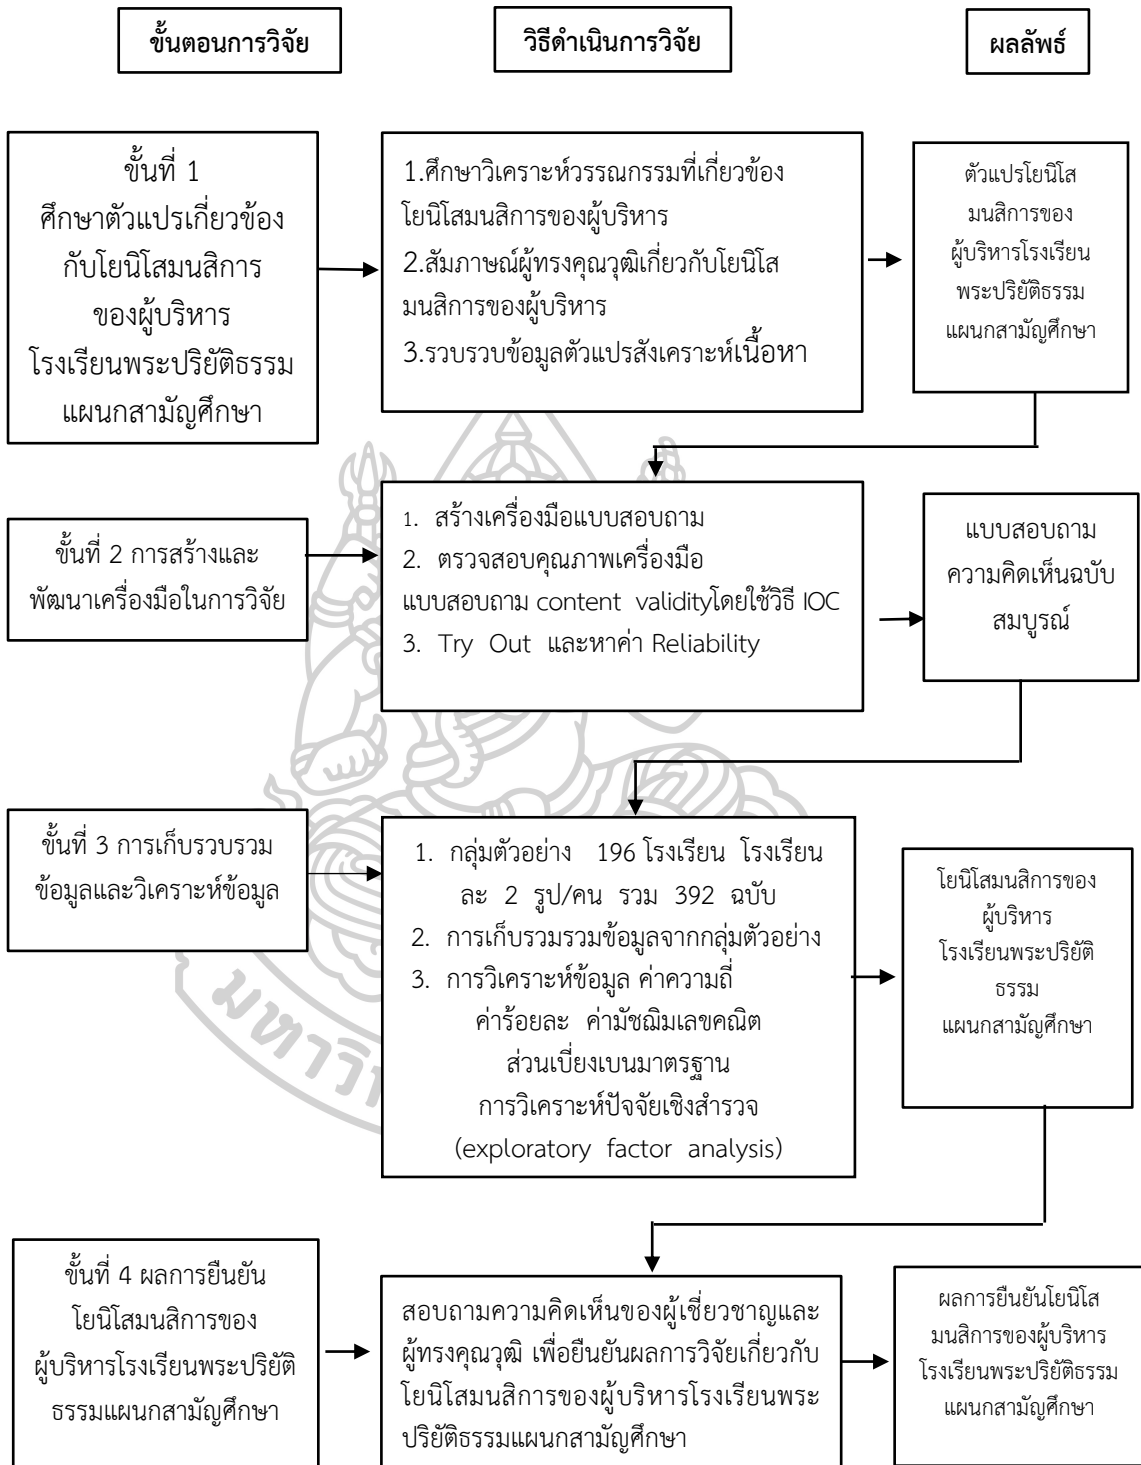 ขั้นตอนการวิจัย
วิธีดำเนินการวิจัย
ผลลัพธ์
ขั้นที่ 1
ศึกษาตัวแปรเกี่ยวข้อง
กับโยนิโสมนสิการ
ของผู้บริหาร
โรงเรียนพระปริยัติธรรม
แผนกสามัญศึกษา
1.ศึกษาวิเคราะห์วรรณกรรมที่เกี่ยวข้อง
โยนิโสมนสิการของผู้บริหาร
2.สัมภาษณ์ผู้ทรงคุณวุฒิเกี่ยวกับโยนิโส
มนสิการของผู้บริหาร
3.รวบรวบข้อมูลตัวแปรสังเคราะห์เนื้อหา
ตัวแปรโยนิโส
มนสิการของ
ผู้บริหารโรงเรียน
พระปริยัติธรรม
แผนกสามัญศึกษา
ขั้นที่ 2 การสร้างและ
พัฒนาเครื่องมือในการวิจัย
1. สร้างเครื่องมือแบบสอบถาม
2. ตรวจสอบคุณภาพเครื่องมือ
แบบสอบถาม content validityโดยใช้วิธี IOC
3. Try Out และหาค่า Reliability
แบบสอบถาม
ความคิดเห็นฉบับ
สมบูรณ์
ขั้นที่ 3 การเก็บรวบรวม
ข้อมูลและวิเคราะห์ข้อมูล
1. กลุ่มตัวอย่าง 196 โรงเรียน โรงเรียน
ละ 2 รูป/คน รวม 392 ฉบับ
2. การเก็บรวมรวมข้อมูลจากกลุ่มตัวอย่าง
3. การวิเคราะห์ข้อมูล ค่าความถี่
ค่าร้อยละ ค่ามัชฌิมเลขคณิต
ส่วนเบี่ยงเบนมาตรฐาน
การวิเคราะห์ปัจจัยเชิงสำรวจ
(exploratory factor analysis)
โยนิโสมนสิการของ
ผู้บริหาร
โรงเรียนพระปริยัติ
ธรรม
แผนกสามัญศึกษา
มหาวิ
ขั้นที่ 4 ผลการยืนยัน
โยนิโสมนสิการของ
ผู้บริหารโรงเรียนพระปริยัติ
ธรรมแผนกสามัญศึกษา
สอบถามความคิดเห็นของผู้เชี่ยวชาญและ
ผู้ทรงคุณวุฒิ เพื่อยืนยันผลการวิจัยเกี่ยวกับ
โยนิโสมนสิการของผู้บริหารโรงเรียนพระ
ปริยัติธรรมแผนกสามัญศึกษา
ผลการยืนยันโยนิโส
มนสิการของผู้บริหาร
โรงเรียนพระปริยัติธรรม
แผนกสามัญศึกษา